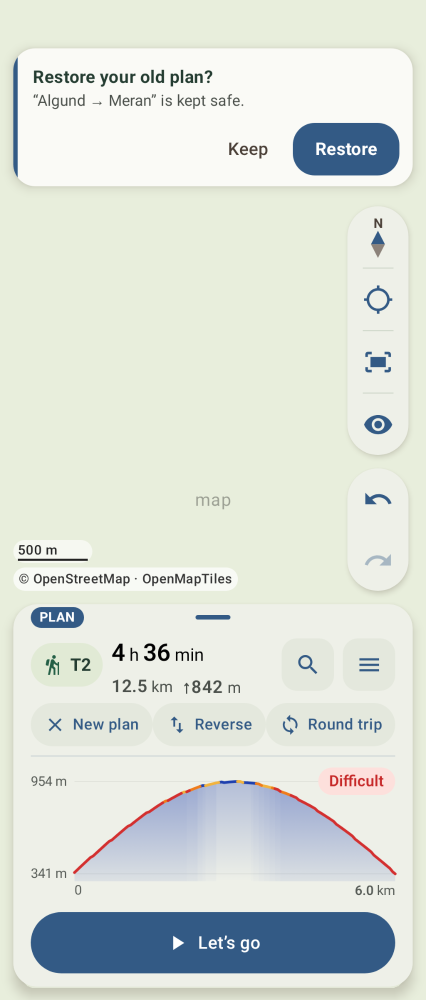 Restore your old plan?
“Algund → Meran” is kept safe.
Keep
Restore
N
map
500 m
© OpenStreetMap · OpenMapTiles
PLAN
T2
4 h 36 min
12.5 km ↑842 m
New plan
Reverse
Round trip
954 m
Difficult
341 m
0
6.0 km
Let’s go